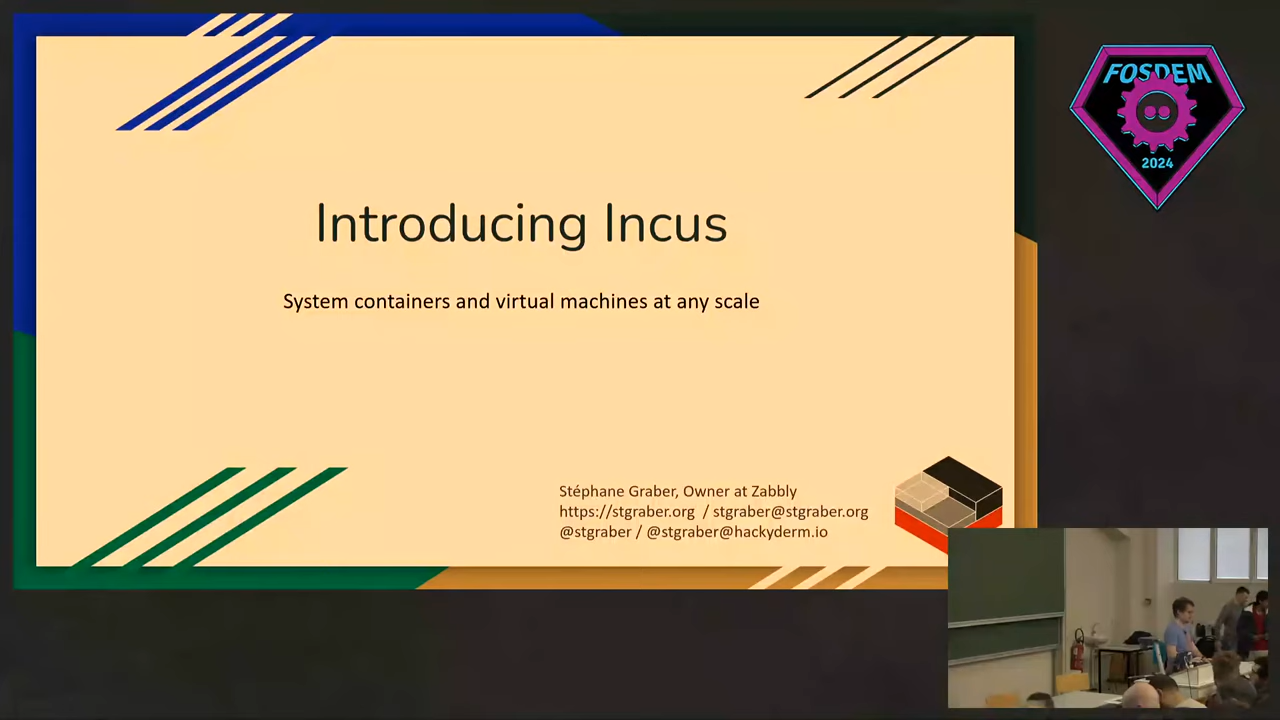 Introducing Incus
System containers and virtual machines at any scale
Stéphane Graber, Owner at Zabbly
https://stgraber.org / stgraber@stgraber.org
@stgraber / @stgraber@hackyderm.io
FOSDEM
2024